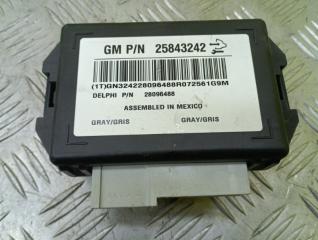 GM P/N 25843242
(1T)GN324228096488R072561G9M
DELPHI P/N 28096488
ASSEMBLED IN MEXICO
GRAY/GRIS GRAY/GRIS